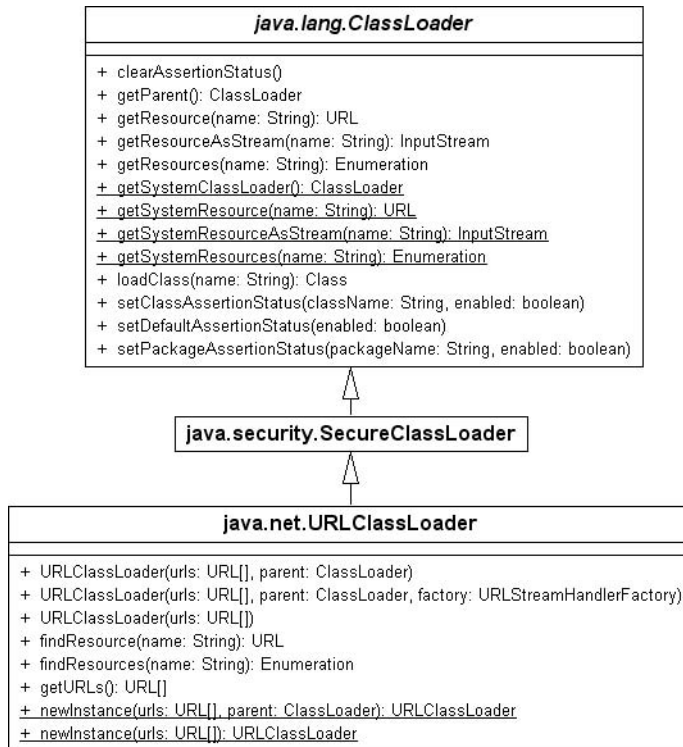 java.lang.ClassLoader
+ clearAssertionStatus()
+ getParent(): ClassLoader
+ getResource(name: String): URL
+ getResourceAsStream(name: String): InputStream
+ getResources(name: String): Enumeration
+ getSystemClassLoader(): ClassLoader
+ getSystemResource(name: String): URL
+ getSystemResourceAsStream(name: String): InputStream
+ getSystemResources(name: String): Enumeration
+ loadClass(name: String): Class
+ setClassAssertionStatus(className: String, enabled: boolean)
+ setDefaultAssertionStatus(enabled: boolean)
+ setPackageAssertionStatus(packageName: String, enabled: boolean)
java.security.SecureClassLoader
java.net.URLClassLoader
+ URLClassLoader(urls: URL[], parent: ClassLoader)
+ URLClassLoader(urls: URL[], parent: ClassLoader, factory: URLStreamHandlerFactory)
+ URLClassLoader(urls: URL[])
+ findResource(name: String): URL
+ findResources(name: String): Enumeration
+ getURLs(): URL[]
+ newInstance(urls: URL[], parent: ClassLoader): URLClassLoader
+ newInstance(urls: URL[]): URLClassLoader